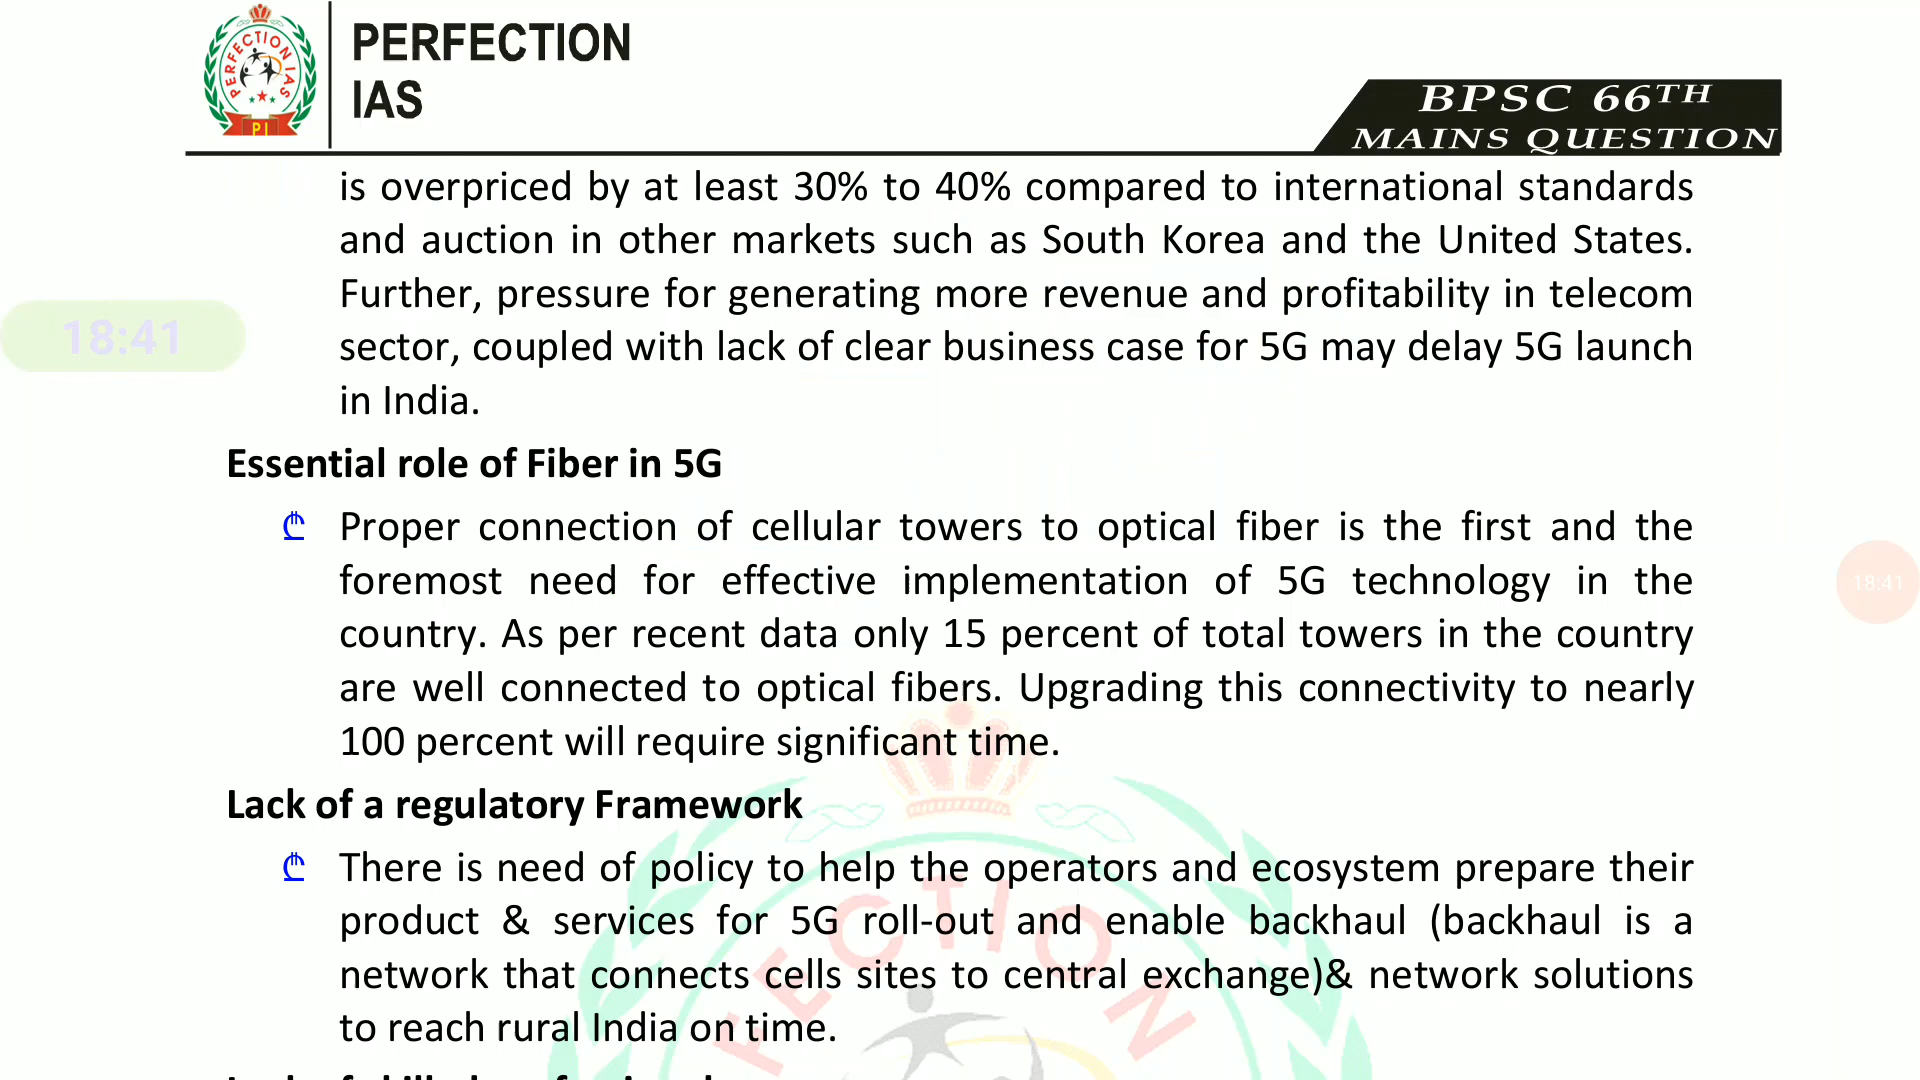 PERFECTION
IAS
PERFECTION IAS
PI
BPSC 66TH
MAINS QUESTION
is overpriced by at least 30% to 40% compared to international standards
and auction in other markets such as South Korea and the United States.
Further, pressure for generating more revenue and profitability in telecom
sector, coupled with lack of clear business case for 5G may delay 5G launch
in India.
18:41
Essential role of Fiber in 5G
Proper connection of cellular towers to optical fiber is the first and the
foremost need for effective implementation of 5G technology in the
country. As per recent data only 15 percent of total towers in the country
are well connected to optical fibers. Upgrading this connectivity to nearly
100 percent will require significant time.
18:41
Lack of a regulatory Framework
There is need of policy to help the operators and ecosystem prepare their
product & services for 5G roll-out and enable backhaul (backhaul is a
network that connects cells sites to central exchange)& network solutions
to reach rural India on time.
FECTION